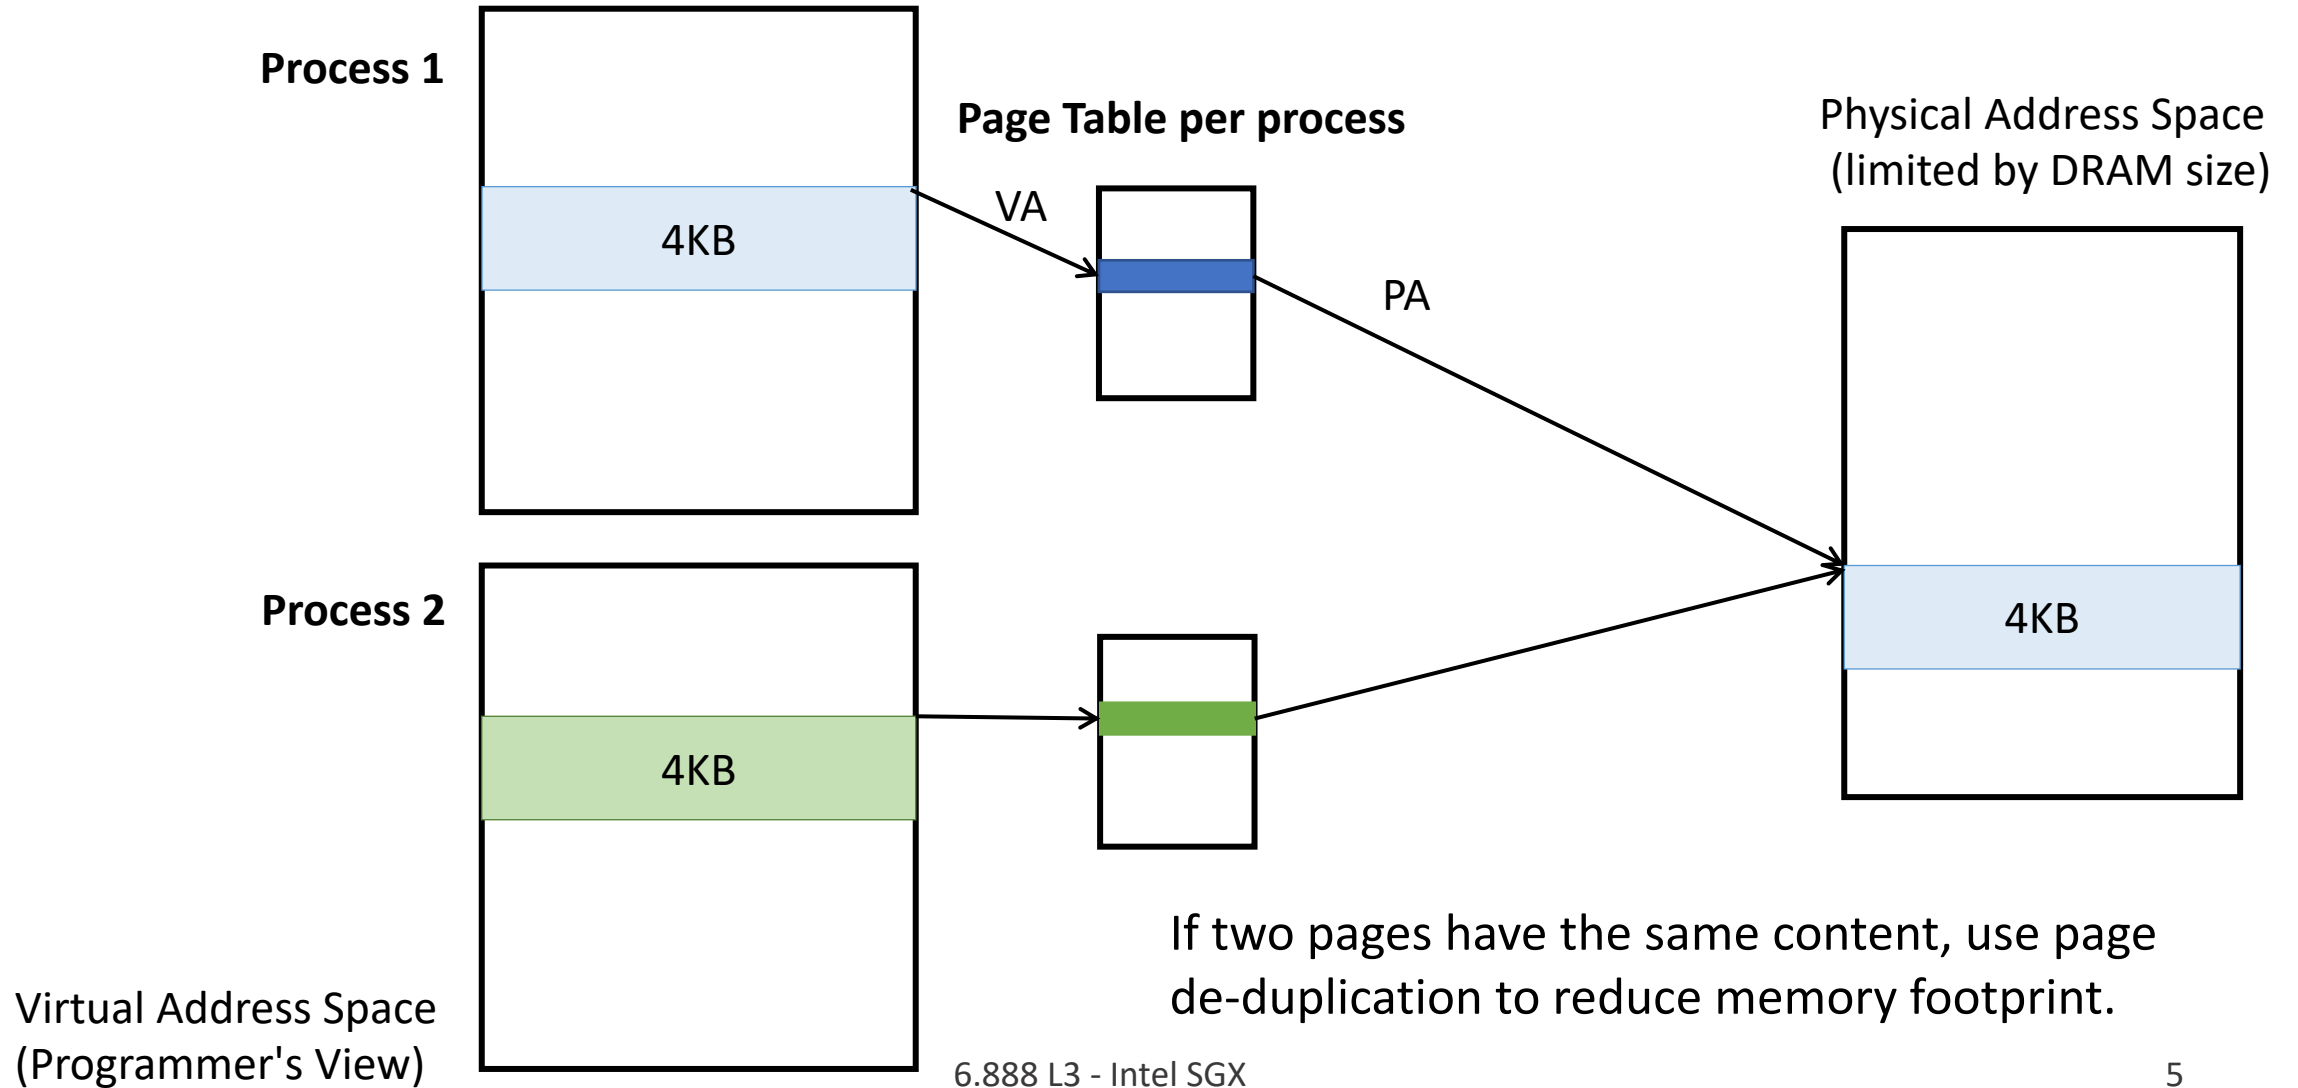 Process 1
Page Table per process
Physical Address Space
(limited by DRAM size)
VA
4KB
PA
Process 2
4KB
4KB
If two pages have the same content, use page
de-duplication to reduce memory footprint.
Virtual Address Space
(Programmer's View)
6.888 L3 - Intel SGX
5